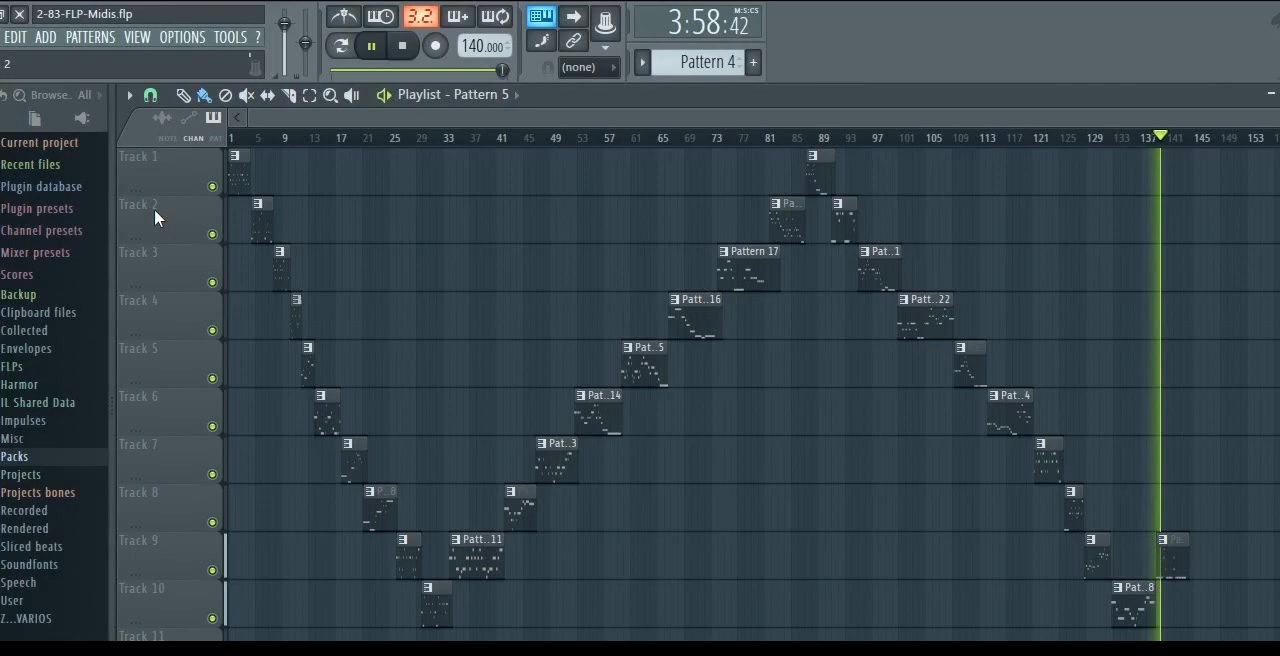 2-83-FLP-Midis.flp
EDIT ADD PATTERNS VIEW OPTIONS TOOLS ?
3.2.
140.000
3:58:42
M:S:CS
2
(none)
Pattern 4
+
Browse.. All
Playlist - Pattern 5
NOTE CHAN PAT
1 5 9 13 17 21 25 29 33 37 41 45 49 53 57 61 65 69 73 77 81 85 89 93 97 101 105 109 113 117 121 125 129 133 137 141 145 149 153
Current project
Recent files
Plugin database
Plugin presets
Channel presets
Mixer presets
Scores
Backup
Clipboard files
Collected
Envelopes
FLPs
Harmor
IL Shared Data
Impulses
Misc
Packs
Projects
Projects bones
Recorded
Rendered
Sliced beats
Soundfonts
Speech
User
Z...VARIOS
Track 1
Track 2
Pa..
Track 3
Pattern 17
Pat..1
Track 4
Patt..16
Patt..22
Track 5
Pat..5
Track 6
Patt..14
Pat..4
Track 7
Pat..3
Track 8
P..8
Track 9
Patt..11
Pa..
Track 10
Pat..8
Track 11